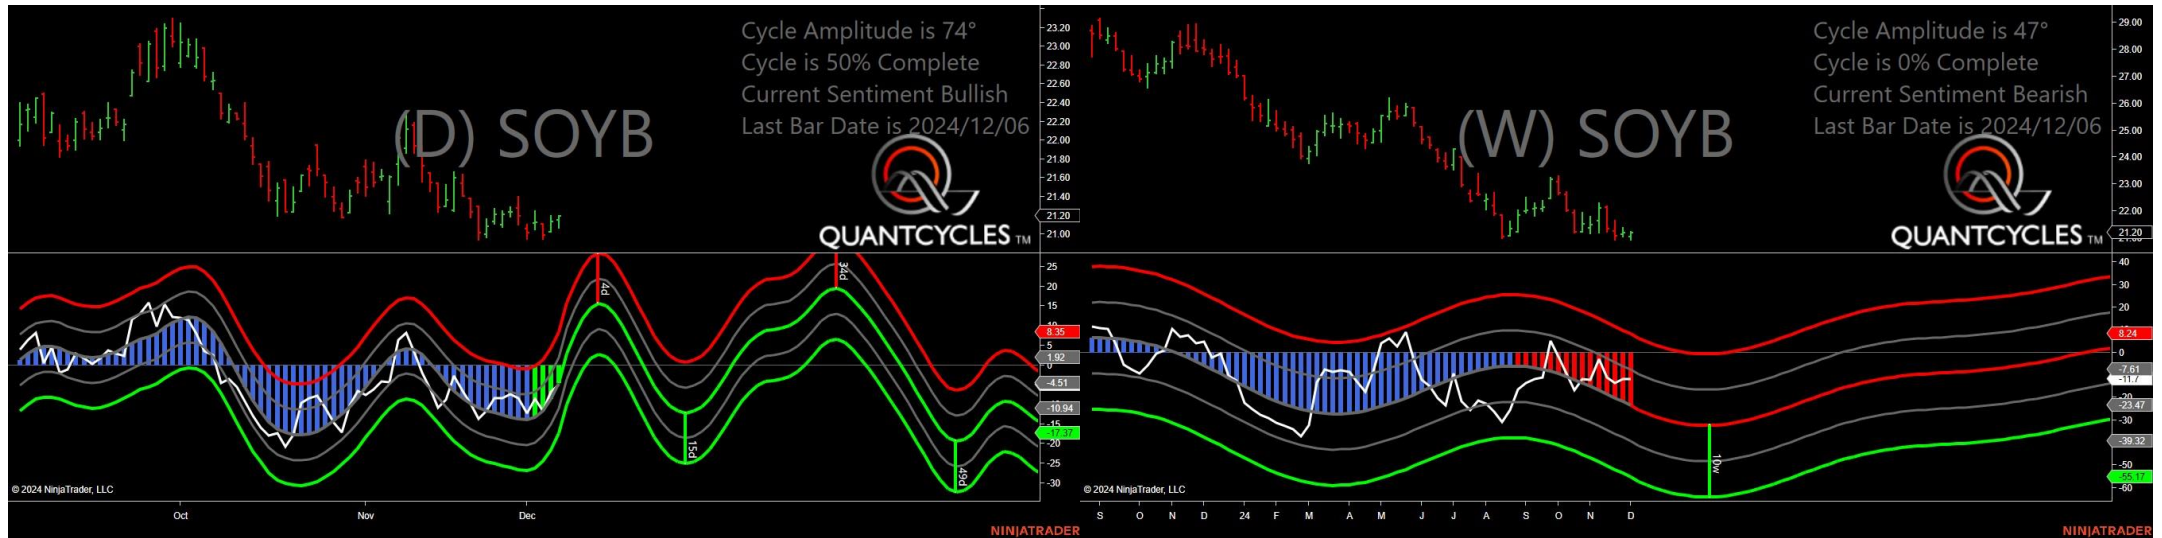 Cycle Amplitude is 74°
Cycle is 50% Complete
Current Sentiment Bullish
Last Bar Date is 2024/12/06
(D) SOYB
QUANTCYCLES TM
23.20
23.00
22.80
22.60
22.40
22.20
22.00
21.80
21.60
21.40
21.20
21.00
25
20
15
8.35
5
1.92
0
-4.51
-10.94
-15
-17.37
-20
-25
-30
4d
15d
34d
49d
© 2024 NinjaTrader, LLC
Oct
Nov
Dec
NINJATRADER
Cycle Amplitude is 47°
Cycle is 0% Complete
Current Sentiment Bearish
Last Bar Date is 2024/12/06
(W) SOYB
QUANTCYCLES TM
29.00
28.00
27.00
26.00
25.00
24.00
23.00
22.00
21.20
40
30
20
8.24
0
-7.61
-11.7
-23.47
-30
-39.32
-50
-55.17
-60
10w
© 2024 NinjaTrader, LLC
S O N D 24 F M A M J J A S O N D
NINJATRADER